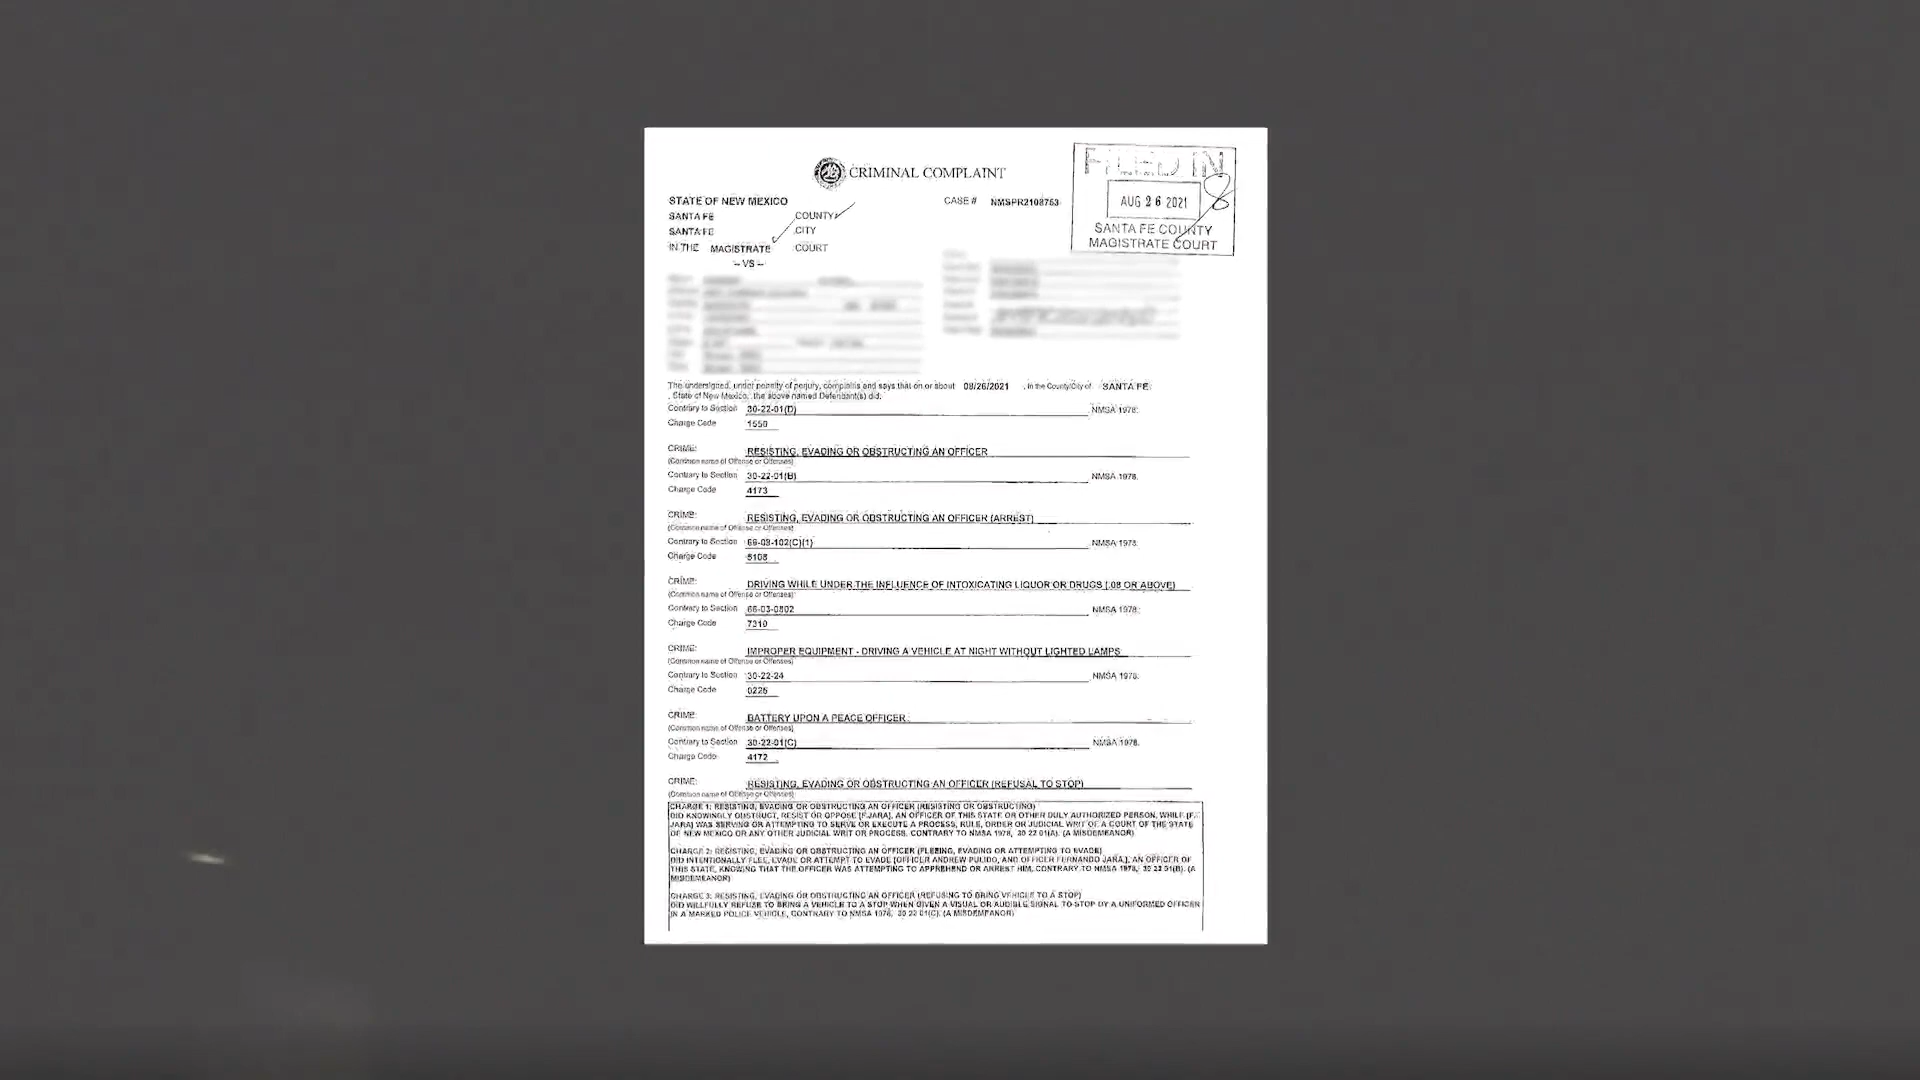 CRIMINAL COMPLAINT
FILED IN
AUG 26 2021
SANTA FE COUNTY
MAGISTRATE COURT
STATE OF NEW MEXICO
CASE # NMSPR2108753
SANTA FE COUNTY
SANTA FE CITY
IN THE MAGISTRATE COURT
-- VS --
The undersigned, under penalty of perjury, complains and says that on or about 08/26/2021 , in the County/City of SANTA FE
, State of New Mexico, the above named Defendant(s) did:
Contrary to Section 30-22-01(D) NMSA 1978.
Charge Code 1550
CRIME: RESISTING, EVADING OR OBSTRUCTING AN OFFICER
(Common name of Offense or Offenses)
Contrary to Section 30-22-01(B) NMSA 1978.
Charge Code 4173
CRIME: RESISTING, EVADING OR OBSTRUCTING AN OFFICER (ARREST)
(Common name of Offense or Offenses)
Contrary to Section 66-08-102(C)(1) NMSA 1978.
Charge Code 5108
CRIME: DRIVING WHILE UNDER THE INFLUENCE OF INTOXICATING LIQUOR OR DRUGS (.08 OR ABOVE)
(Common name of Offense or Offenses)
Contrary to Section 66-03-0802 NMSA 1978.
Charge Code 7310
CRIME: IMPROPER EQUIPMENT - DRIVING A VEHICLE AT NIGHT WITHOUT LIGHTED LAMPS
(Common name of Offense or Offenses)
Contrary to Section 30-22-24 NMSA 1978.
Charge Code 0226
CRIME: BATTERY UPON A PEACE OFFICER
(Common name of Offense or Offenses)
Contrary to Section 30-22-01(C) NMSA 1978.
Charge Code 4172
CRIME: RESISTING, EVADING OR OBSTRUCTING AN OFFICER (REFUSAL TO STOP)
(Common name of Offense or Offenses)
CHARGE 1: RESISTING, EVADING OR OBSTRUCTING AN OFFICER (RESISTING OR OBSTRUCTING)
DID KNOWINGLY OBSTRUCT, RESIST OR OPPOSE [F.JARA], AN OFFICER OF THIS STATE OR OTHER DULY AUTHORIZED PERSON, WHILE [F.
JARA] WAS SERVING OR ATTEMPTING TO SERVE OR EXECUTE A PROCESS, RULE, ORDER OR JUDICIAL WRIT OF A COURT OF THE STATE
OF NEW MEXICO OR ANY OTHER JUDICIAL WRIT OR PROCESS, CONTRARY TO NMSA 1978, 30 22 01(A). (A MISDEMEANOR)
CHARGE 2: RESISTING, EVADING OR OBSTRUCTING AN OFFICER (FLEEING, EVADING OR ATTEMPTING TO EVADE)
DID INTENTIONALLY FLEE, EVADE OR ATTEMPT TO EVADE [OFFICER ANDREW PULIDO, AND OFFICER FERNANDO JARA], AN OFFICER OF
THIS STATE, KNOWING THAT THE OFFICER WAS ATTEMPTING TO APPREHEND OR ARREST HIM, CONTRARY TO NMSA 1978, 30 22 01(B). (A
MISDEMEANOR)
CHARGE 3: RESISTING, EVADING OR OBSTRUCTING AN OFFICER (REFUSING TO BRING VEHICLE TO A STOP)
DID WILLFULLY REFUSE TO BRING A VEHICLE TO A STOP WHEN GIVEN A VISUAL OR AUDIBLE SIGNAL TO STOP BY A UNIFORMED OFFICER
IN A MARKED POLICE VEHICLE, CONTRARY TO NMSA 1978, 30 22 01(C). (A MISDEMEANOR)